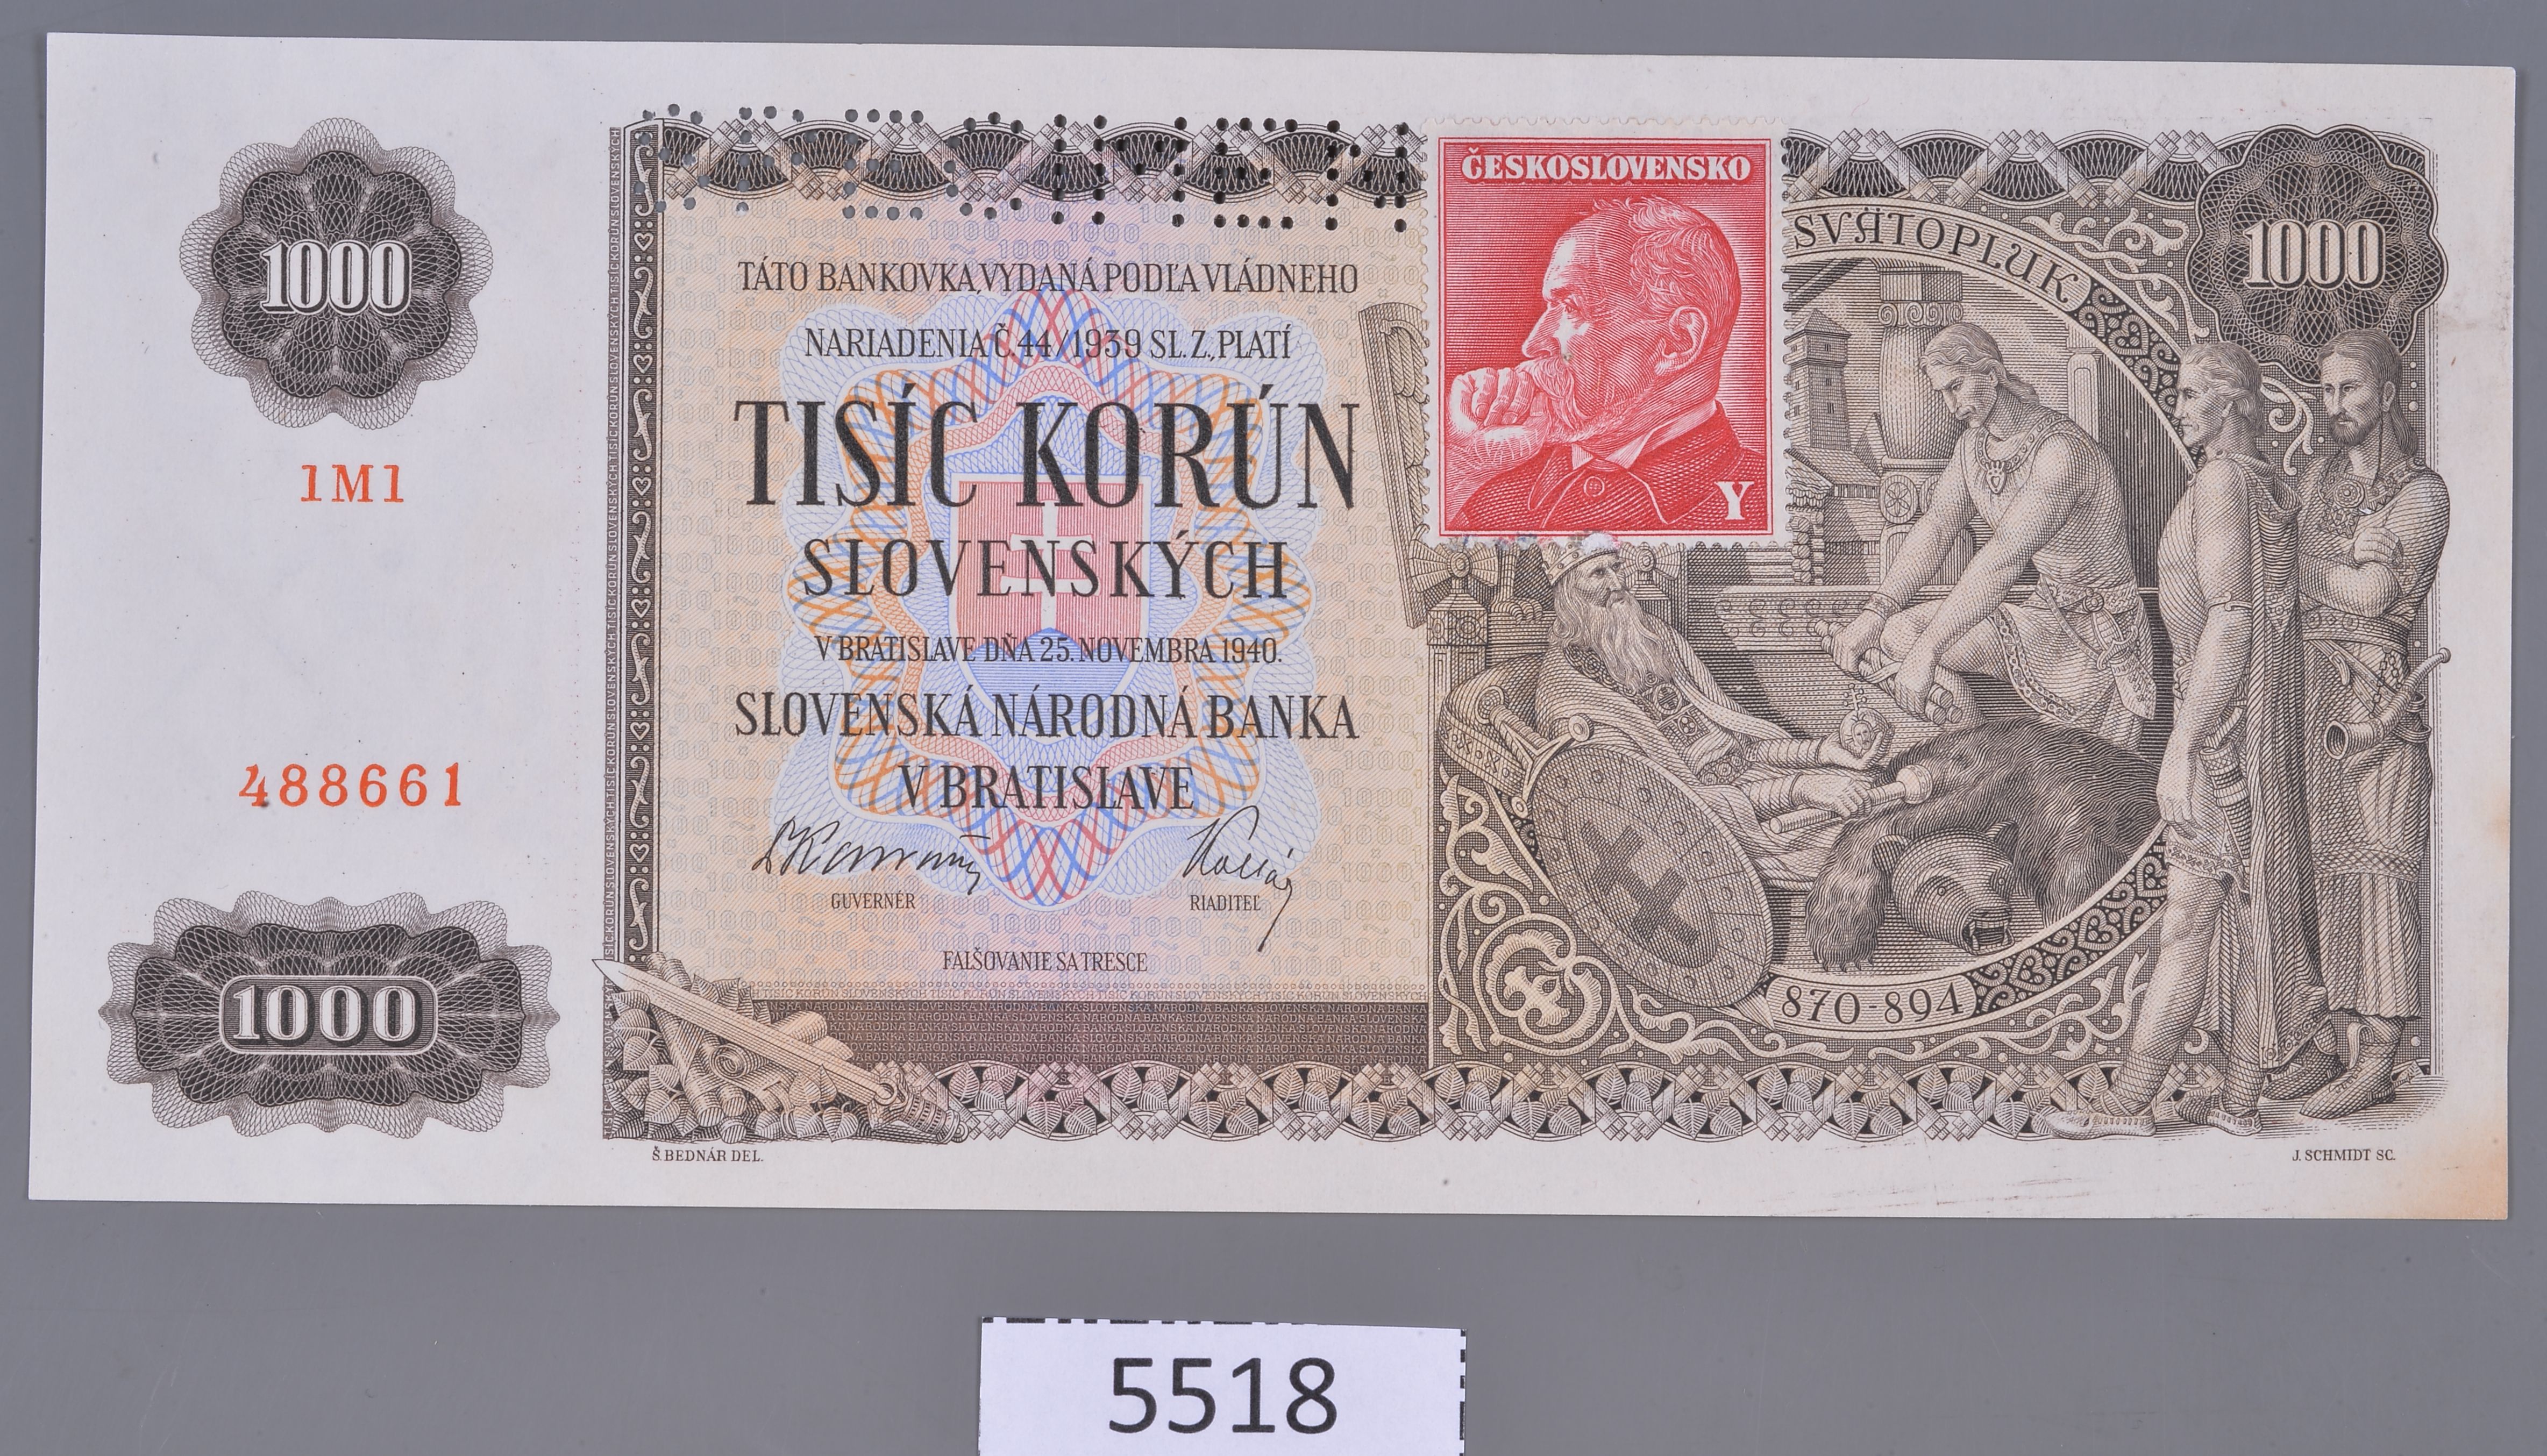 1000
1M1
488661
1000
TÁTO BANKOVKA, VYDANÁ PODĽA VLÁDNEHO
NARIADENIA Č. 44/1939 SL. Z., PLATÍ
TISÍC KORÚN
SLOVENSKÝCH
V BRATISLAVE DŇA 25. NOVEMBRA 1940.
SLOVENSKÁ NÁRODNÁ BANKA
V BRATISLAVE
GUVERNÉR
RIADITEĽ
FALŠOVANIE SA TRESCE
Š. BEDNÁR DEL.
ČESKOSLOVENSKO
Y
SVÄTOPLUK
1000
870-894
J. SCHMIDT SC.
5518